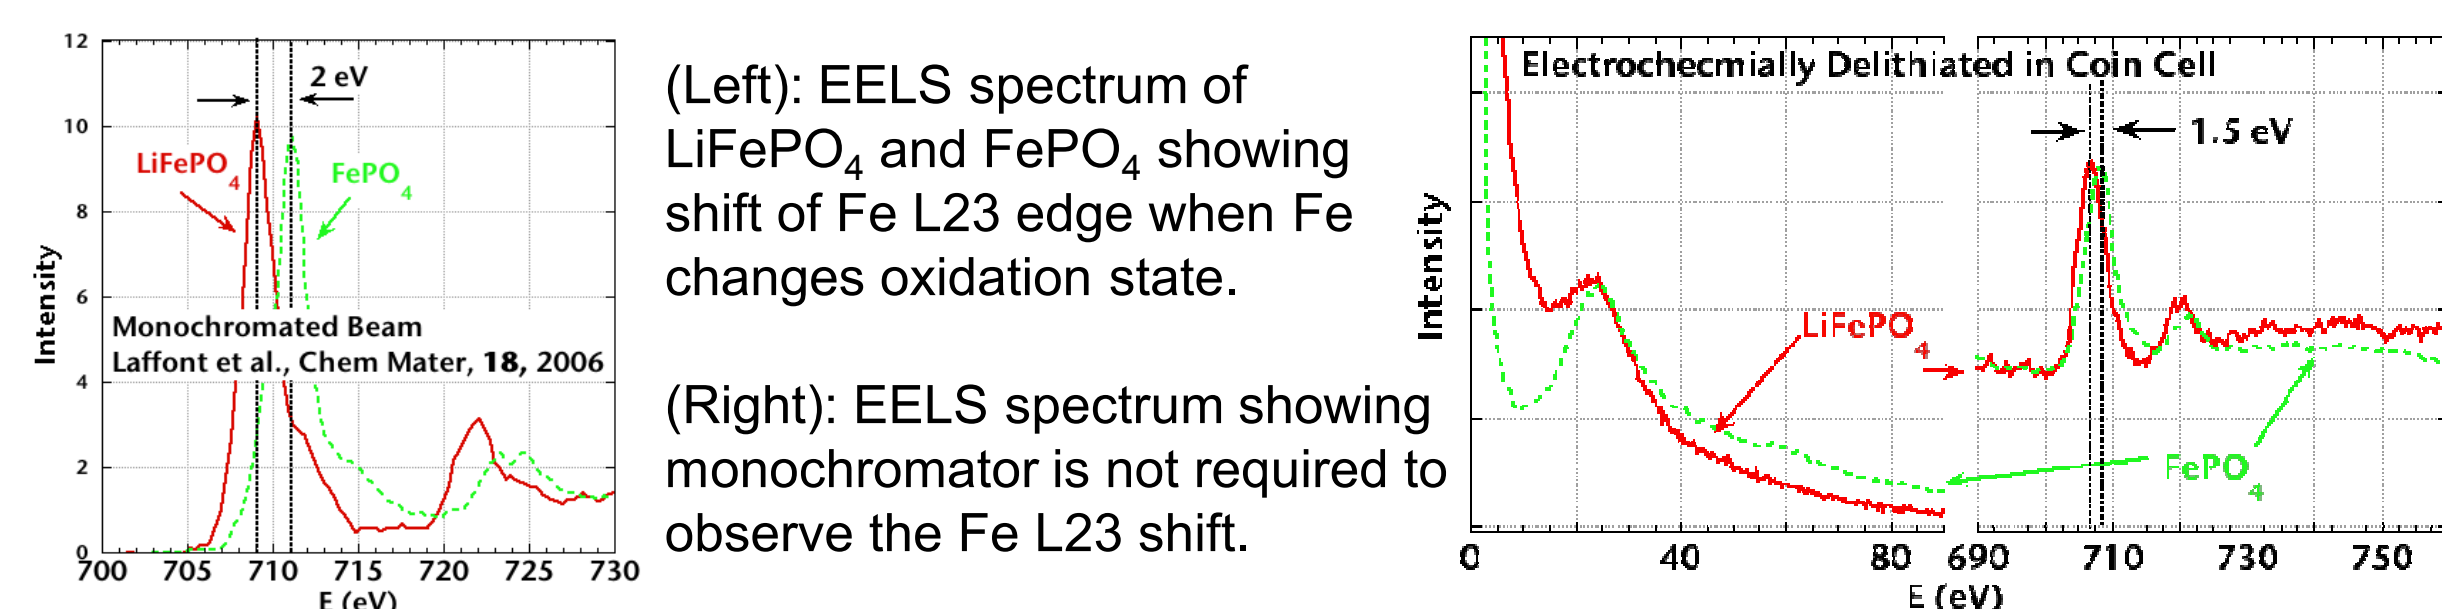 12
10
8
6
4
2
0
Intensity
2 eV
LiFePO4
FePO4
Monochromated Beam
Laffont et al., Chem Mater, 18, 2006
700 705 710 715 720 725 730
E (eV)
(Left): EELS spectrum of
LiFePO4 and FePO4 showing
shift of Fe L23 edge when Fe
changes oxidation state.
(Right): EELS spectrum showing
monochromator is not required to
observe the Fe L23 shift.
Electrochecmially Delithiated in Coin Cell
1.5 eV
Intensity
LiFePO4
FePO4
0 40 80 690 710 730 750
E (eV)